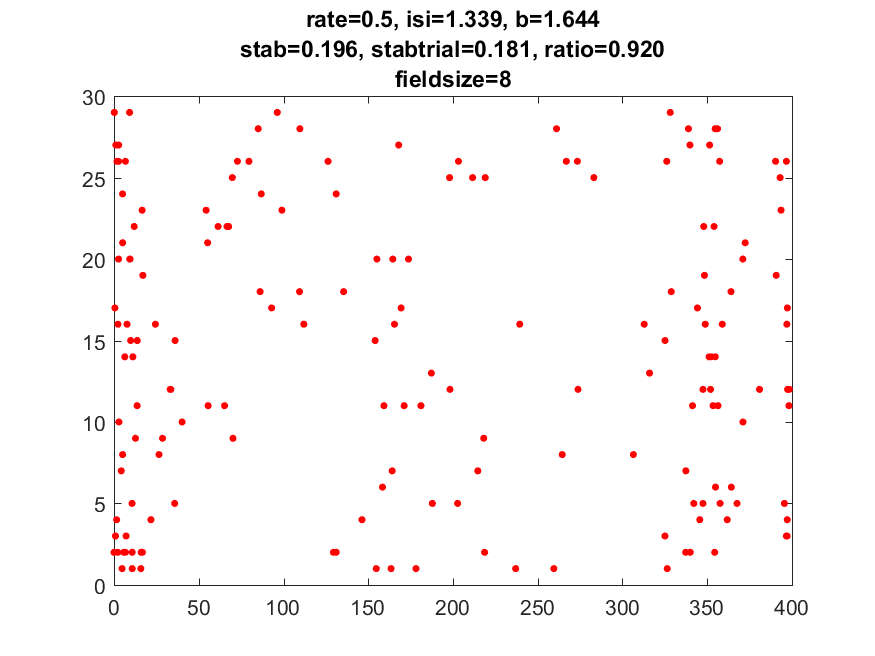 rate=0.5, isi=1.339, b=1.644
stab=0.196, stabtrial=0.181, ratio=0.920
fieldsize=8
30
25
20
15
10
5
0
0 50 100 150 200 250 300 350 400